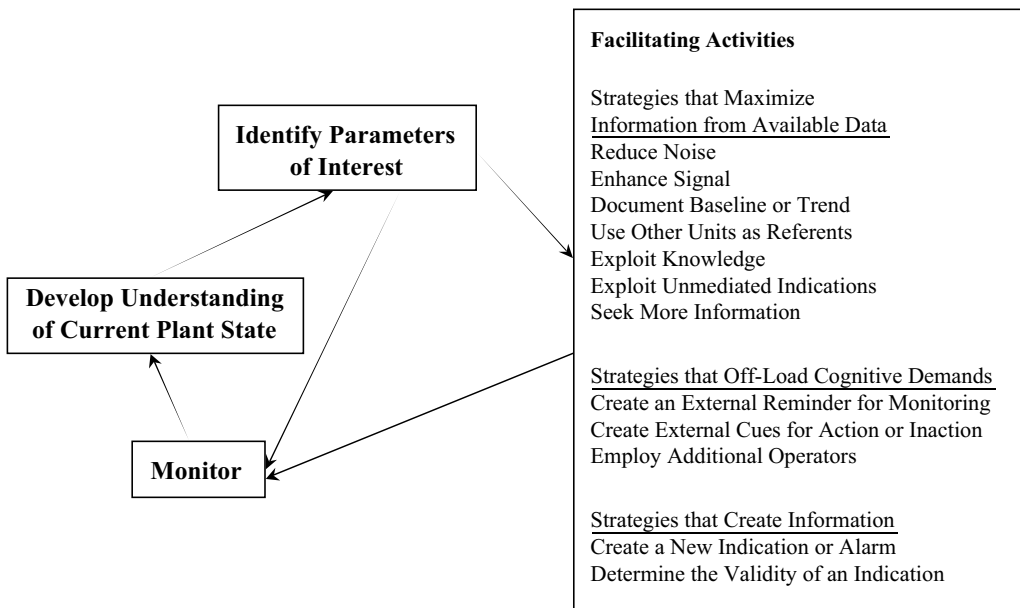 Identify Parameters
of Interest
Develop Understanding
of Current Plant State
Monitor
Facilitating Activities
Strategies that Maximize
Information from Available Data
Reduce Noise
Enhance Signal
Document Baseline or Trend
Use Other Units as Referents
Exploit Knowledge
Exploit Unmediated Indications
Seek More Information
Strategies that Off-Load Cognitive Demands
Create an External Reminder for Monitoring
Create External Cues for Action or Inaction
Employ Additional Operators
Strategies that Create Information
Create a New Indication or Alarm
Determine the Validity of an Indication